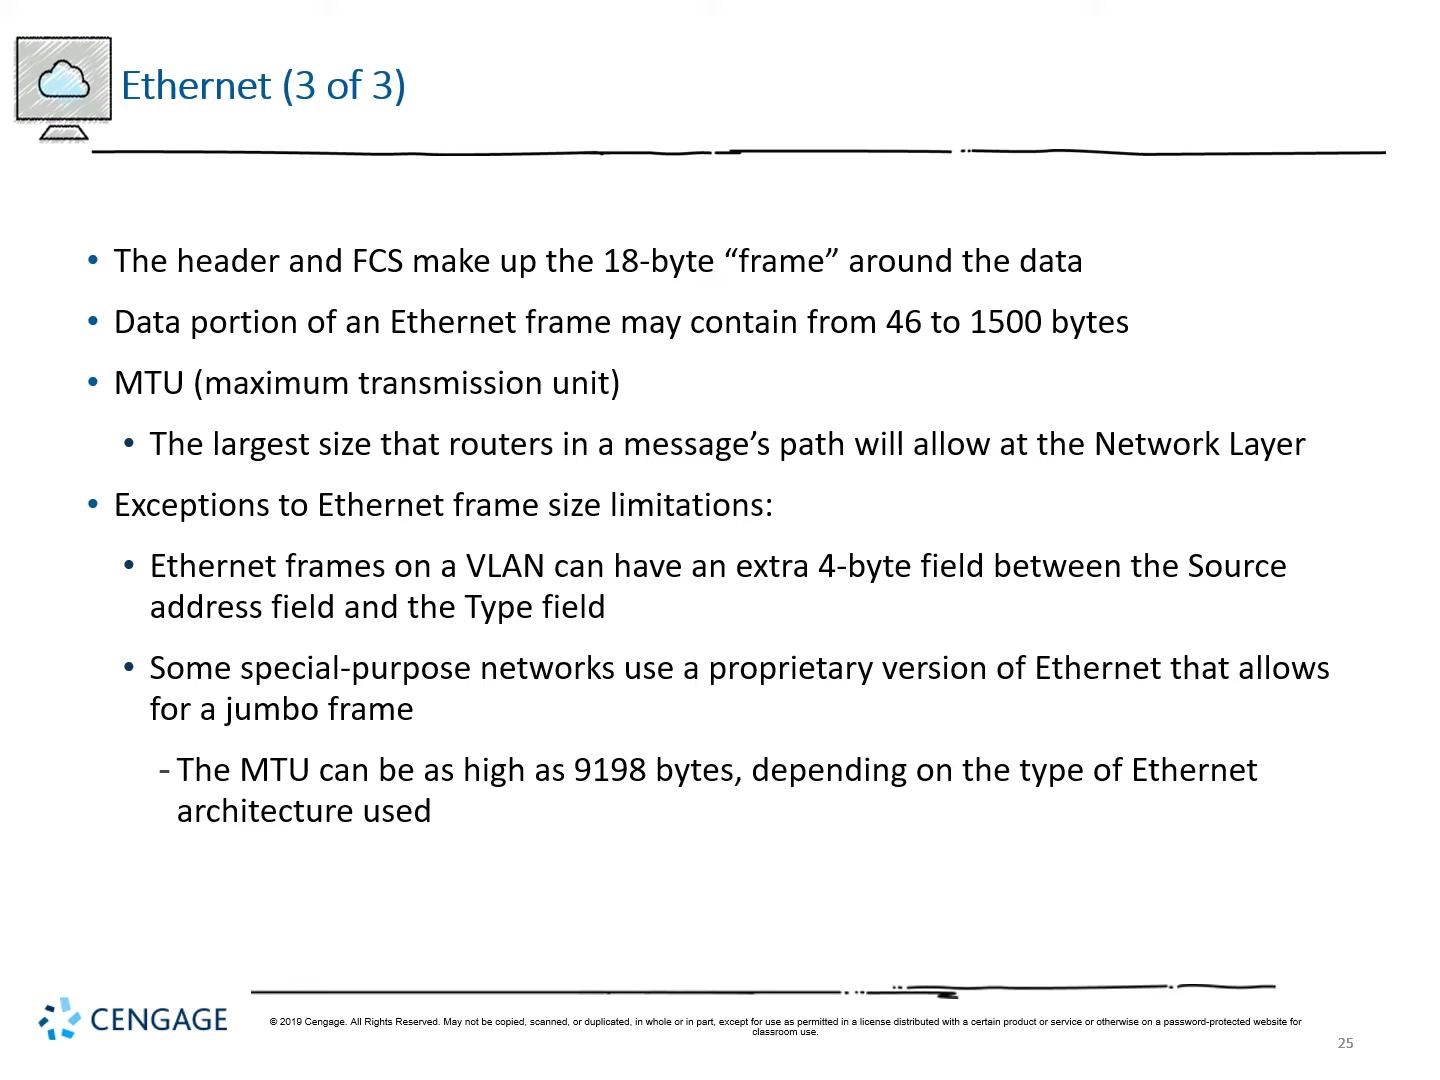 Ethernet (3 of 3)
• The header and FCS make up the 18-byte “frame” around the data
• Data portion of an Ethernet frame may contain from 46 to 1500 bytes
• MTU (maximum transmission unit)
• The largest size that routers in a message’s path will allow at the Network Layer
• Exceptions to Ethernet frame size limitations:
• Ethernet frames on a VLAN can have an extra 4-byte field between the Source
address field and the Type field
• Some special-purpose networks use a proprietary version of Ethernet that allows
for a jumbo frame
- The MTU can be as high as 9198 bytes, depending on the type of Ethernet
architecture used
CENGAGE
© 2019 Cengage. All Rights Reserved. May not be copied, scanned, or duplicated, in whole or in part, except for use as permitted in a license distributed with a certain product or service or otherwise on a password-protected website for
classroom use.
25